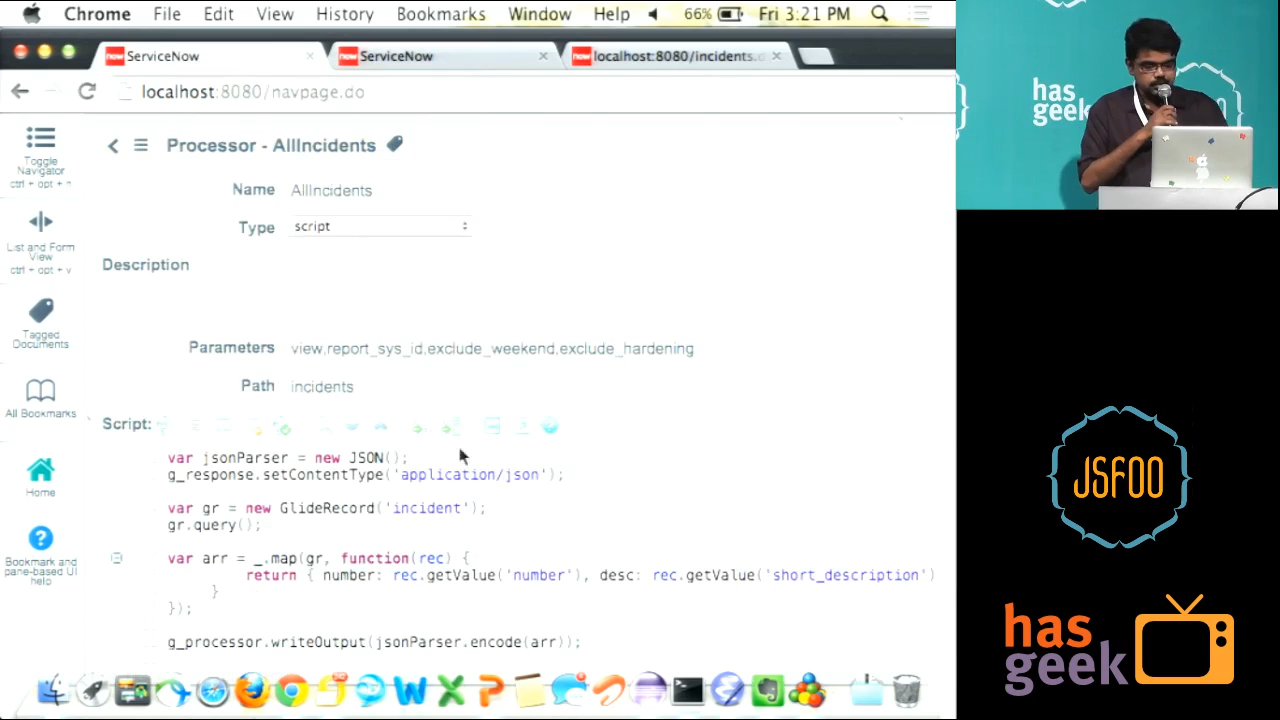 Chrome File Edit View History Bookmarks Window Help 66% Fri 3:21 PM
ServiceNow
ServiceNow
localhost:8080/incidents.
localhost:8080/navpage.do
Toggle
Navigator
List and Form
View
ctrl + opt + v
Tagged
Documents
All Bookmarks
Home
Bookmark and
pane-based UI
help
Processor - AllIncidents
Name AllIncidents
Type script
Description
Parameters view,report_sys_id,exclude_weekend,exclude_hardening
Path incidents
Script:
var jsonParser = new JSON();
g_response.setContentType('application/json');
var gr = new GlideRecord('incident');
gr.query();
var arr = _.map(gr, function(rec) {
return { number: rec.getValue('number'), desc: rec.getValue('short_description')
}
});
g_processor.writeOutput(jsonParser.encode(arr));
has
geek
JSFOO
has
geek